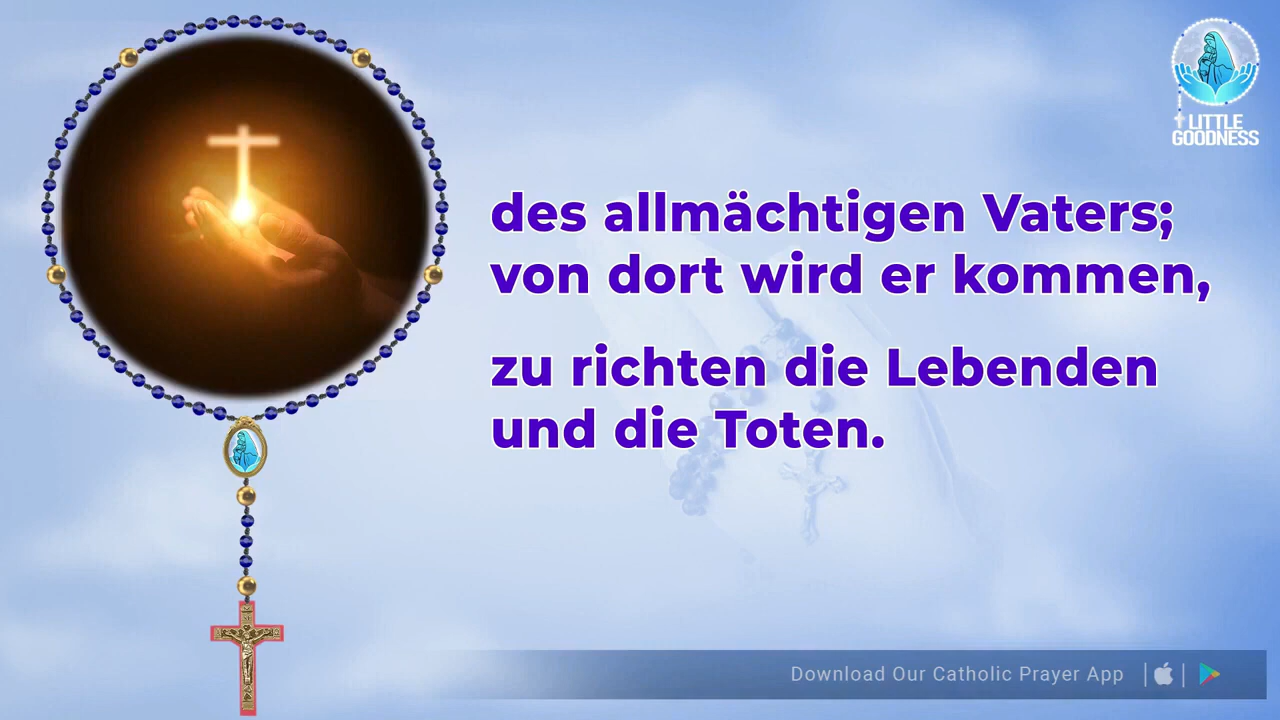 LITTLE
GOODNESS
des allmächtigen Vaters;
von dort wird er kommen,
zu richten die Lebenden
und die Toten.
Download Our Catholic Prayer App